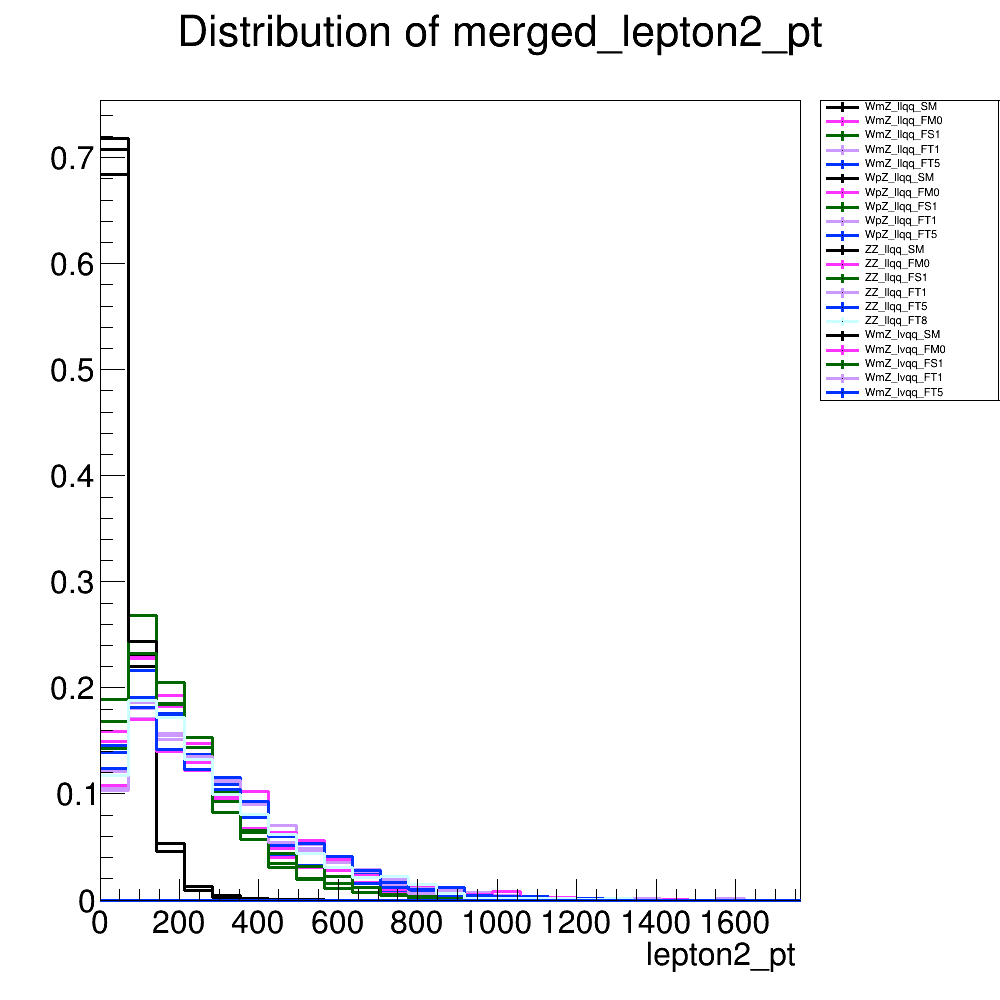 Distribution of merged_lepton2_pt
WmZ_llqq_SM
WmZ_llqq_FM0
WmZ_llqq_FS1
WmZ_llqq_FT1
WmZ_llqq_FT5
WpZ_llqq_SM
WpZ_llqq_FM0
WpZ_llqq_FS1
WpZ_llqq_FT1
WpZ_llqq_FT5
ZZ_llqq_SM
ZZ_llqq_FM0
ZZ_llqq_FS1
ZZ_llqq_FT1
ZZ_llqq_FT5
ZZ_llqq_FT8
WmZ_lvqq_SM
WmZ_lvqq_FM0
WmZ_lvqq_FS1
WmZ_lvqq_FT1
WmZ_lvqq_FT5
0.7
0.6
0.5
0.4
0.3
0.2
0.1
0
0 200 400 600 800 1000 1200 1400 1600
lepton2_pt